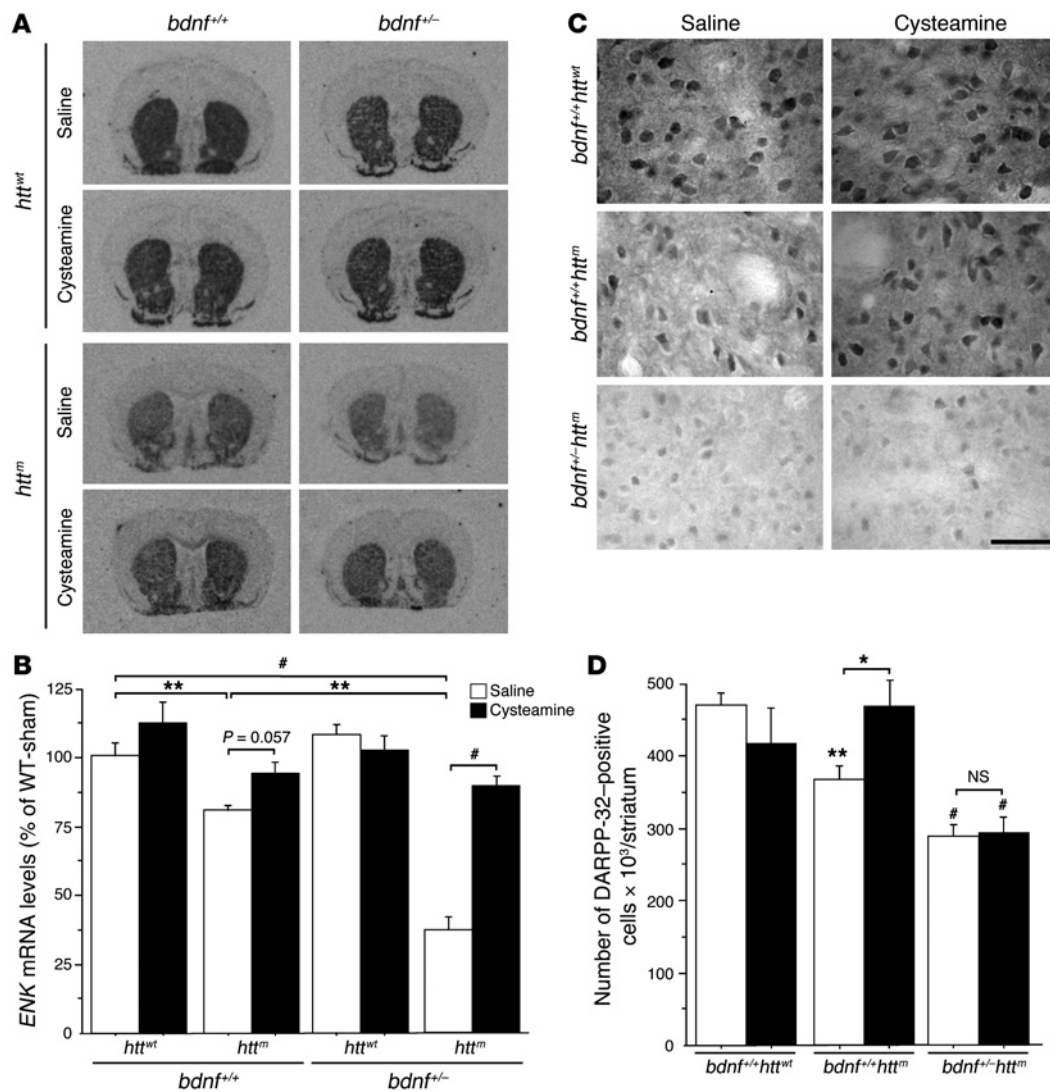 A
bdnf+/+
bdnf+/–
htt^wt
Saline
Cysteamine
htt^m
Saline
Cysteamine
B
ENK mRNA levels (% of WT-sham)
125
100
75
50
25
0
#
**
**
P = 0.057
#
Saline
Cysteamine
htt^wt
htt^m
htt^wt
htt^m
bdnf+/+
bdnf+/–
C
Saline
Cysteamine
bdnf+/+htt^wt
bdnf+/+htt^m
bdnf+/–htt^m
D
Number of DARPP-32–positive
cells × 10³/striatum
500
400
300
200
100
0
*
**
NS
#
#
bdnf+/+htt^wt
bdnf+/+htt^m
bdnf+/–htt^m